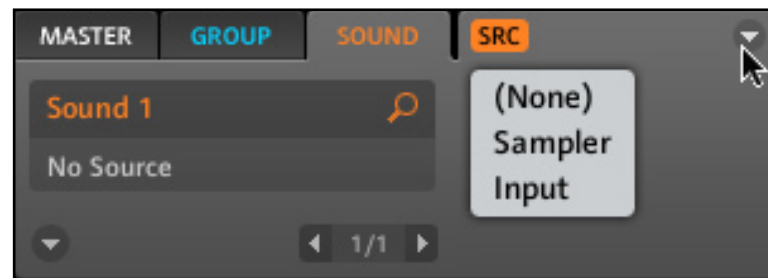 MASTER GROUP SOUND SRC
Sound 1
No Source
1/1
(None)
Sampler
Input